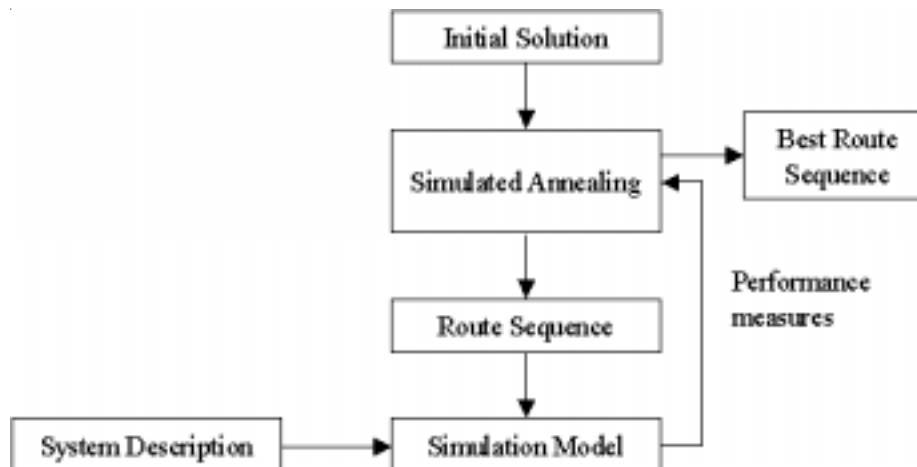 Initial Solution
Simulated Annealing
Best Route
Sequence
Performance
measures
Route Sequence
System Description
Simulation Model